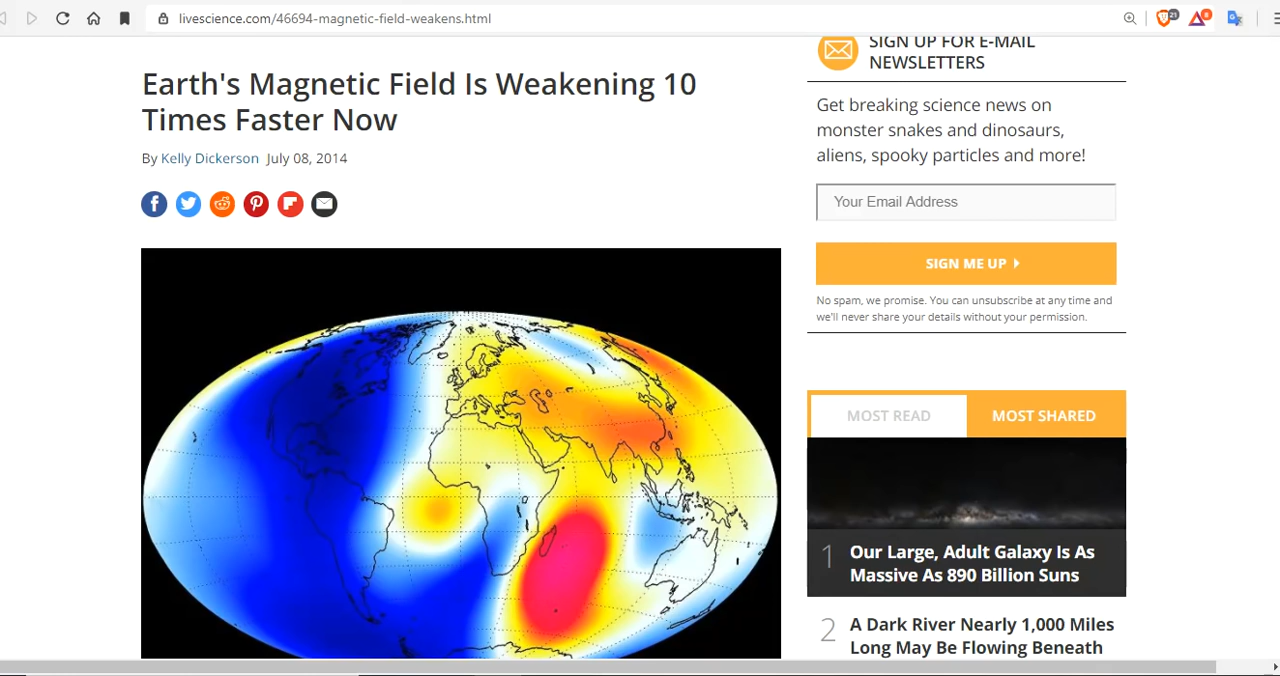 livescience.com/46694-magnetic-field-weakens.html
21
8
Earth's Magnetic Field Is Weakening 10
Times Faster Now
By Kelly Dickerson July 08, 2014
SIGN UP FOR E-MAIL
NEWSLETTERS
Get breaking science news on
monster snakes and dinosaurs,
aliens, spooky particles and more!
Your Email Address
SIGN ME UP
No spam, we promise. You can unsubscribe at any time and
we'll never share your details without your permission.
MOST READ
MOST SHARED
1
Our Large, Adult Galaxy Is As
Massive As 890 Billion Suns
2
A Dark River Nearly 1,000 Miles
Long May Be Flowing Beneath